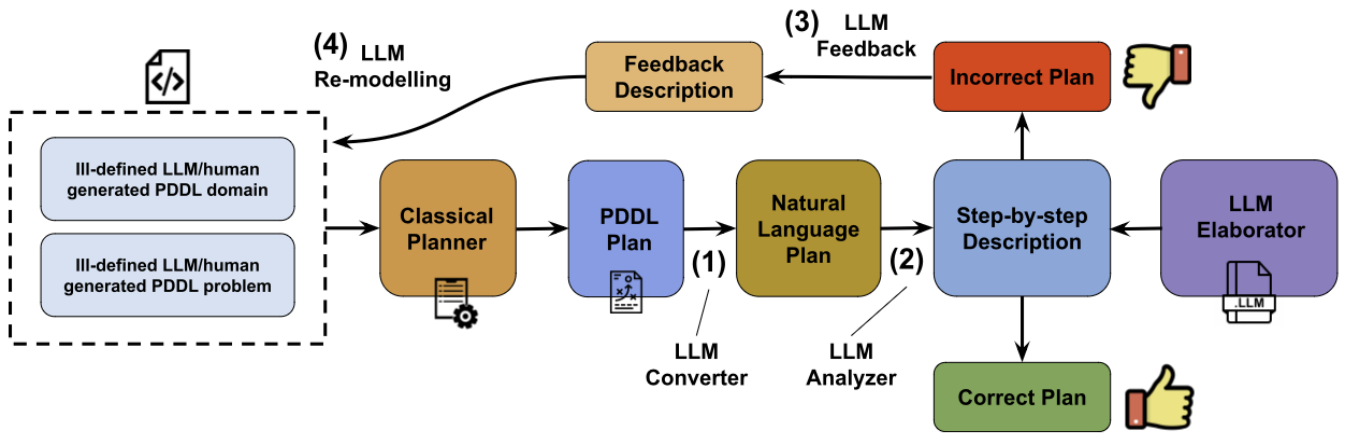 (4) LLM
Re-modelling
(3) LLM
Feedback
Feedback
Description
Incorrect Plan
III-defined LLM/human
generated PDDL domain
III-defined LLM/human
generated PDDL problem
Classical
Planner
PDDL
Plan
Natural
Language
Plan
Step-by-step
Description
LLM
Elaborator
.LLM
(1)
(2)
LLM
Converter
LLM
Analyzer
Correct Plan